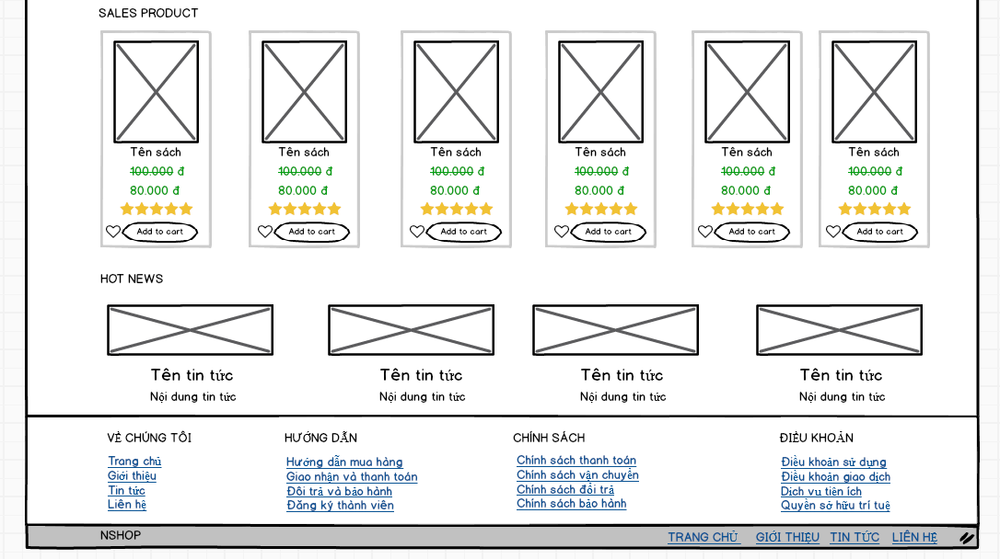 SALES PRODUCT
Tên sách Tên sách Tên sách Tên sách Tên sách Tên sách
100.000 đ 100.000 đ 100.000 đ 100.000 đ 100.000 đ 100.000 đ
80.000 đ 80.000 đ 80.000 đ 80.000 đ 80.000 đ 80.000 đ
Add to cart Add to cart Add to cart Add to cart Add to cart Add to cart
HOT NEWS
Tên tin tức Tên tin tức Tên tin tức Tên tin tức
Nội dung tin tức Nội dung tin tức Nội dung tin tức Nội dung tin tức
VỀ CHÚNG TÔI
Trang chủ
Giới thiệu
Tin tức
Liên hệ
HƯỚNG DẪN
Hướng dẫn mua hàng
Giao nhận và thanh toán
Đổi trả và bảo hành
Đăng ký thành viên
CHÍNH SÁCH
Chính sách thanh toán
Chính sách vận chuyển
Chính sách đổi trả
Chính sách bảo hành
ĐIỀU KHOẢN
Điều khoản sử dụng
Điều khoản giao dịch
Dịch vụ tiện ích
Quyền sở hữu trí tuệ
NSHOP TRANG CHỦ GIỚI THIỆU TIN TỨC LIÊN HỆ